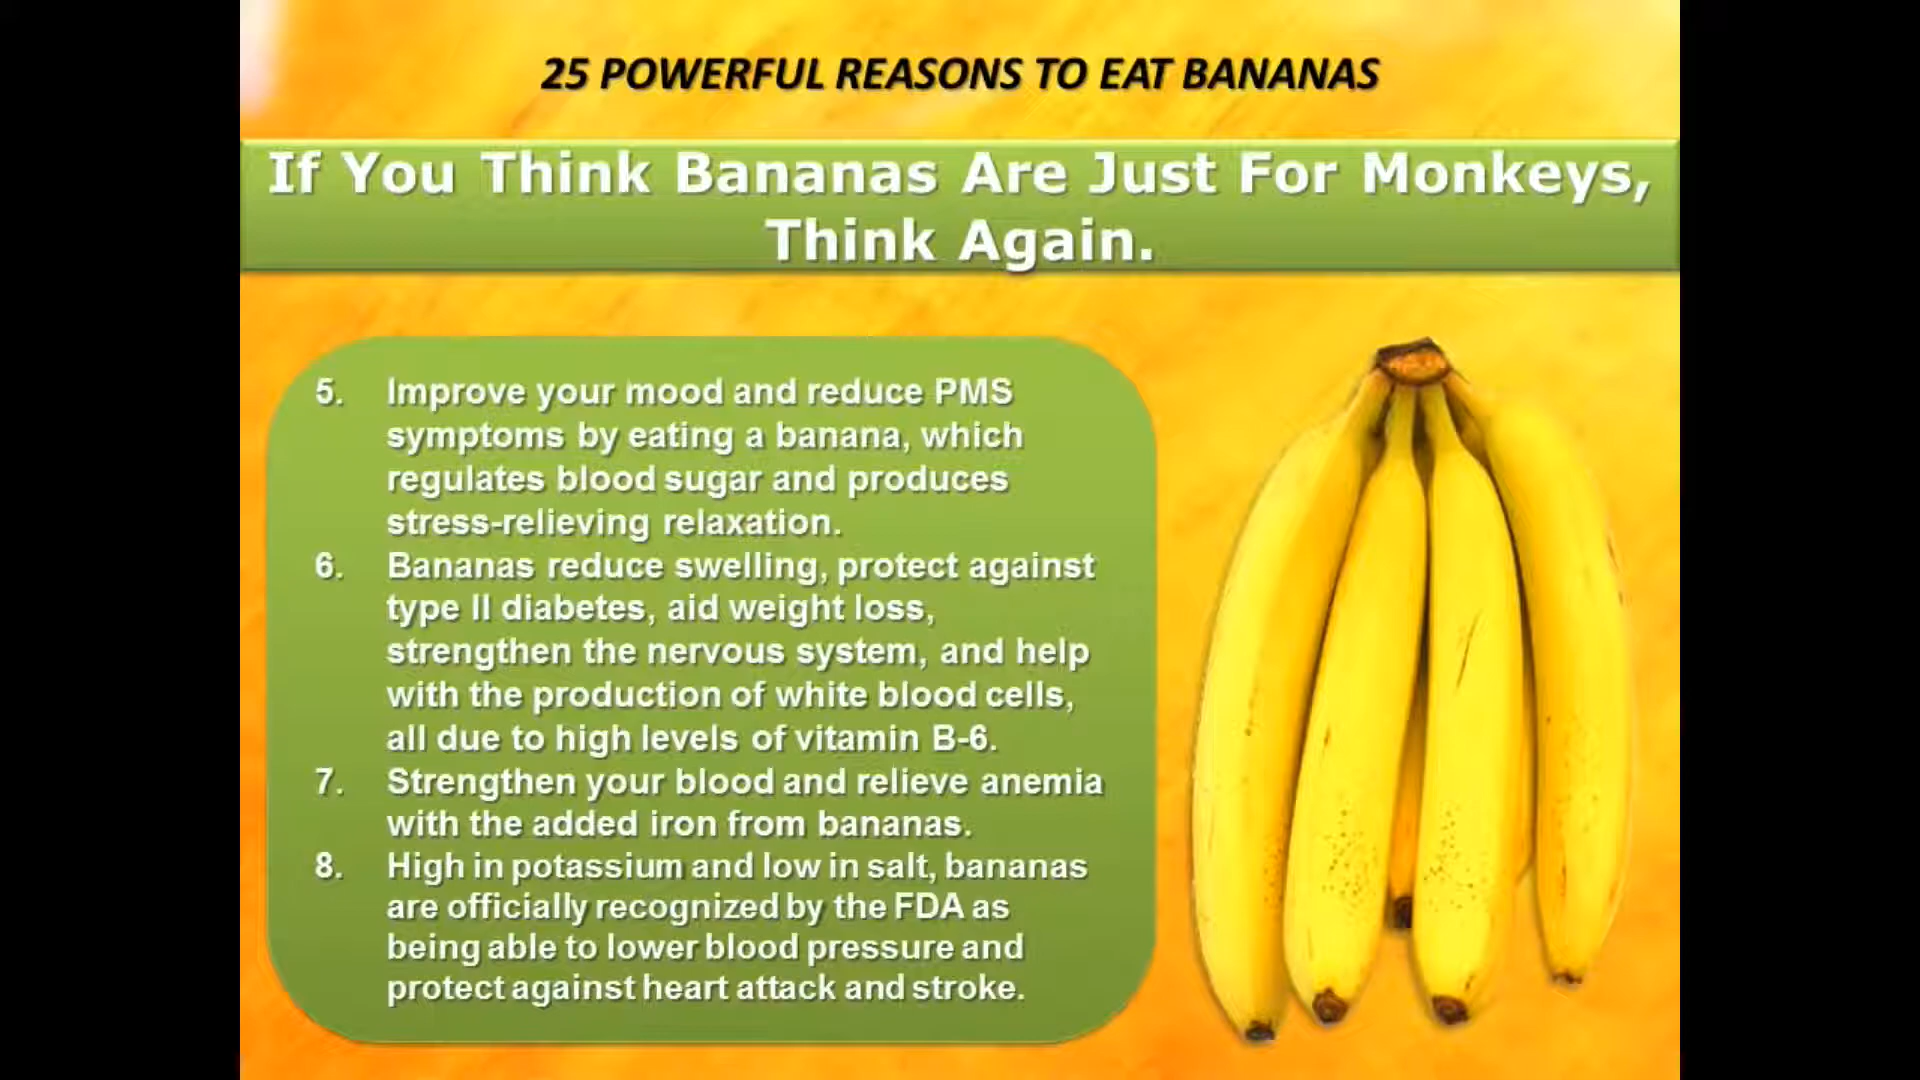 25 POWERFUL REASONS TO EAT BANANAS
If You Think Bananas Are Just For Monkeys,
Think Again.
5. Improve your mood and reduce PMS
symptoms by eating a banana, which
regulates blood sugar and produces
stress-relieving relaxation.
6. Bananas reduce swelling, protect against
type II diabetes, aid weight loss,
strengthen the nervous system, and help
with the production of white blood cells,
all due to high levels of vitamin B-6.
7. Strengthen your blood and relieve anemia
with the added iron from bananas.
8. High in potassium and low in salt, bananas
are officially recognized by the FDA as
being able to lower blood pressure and
protect against heart attack and stroke.